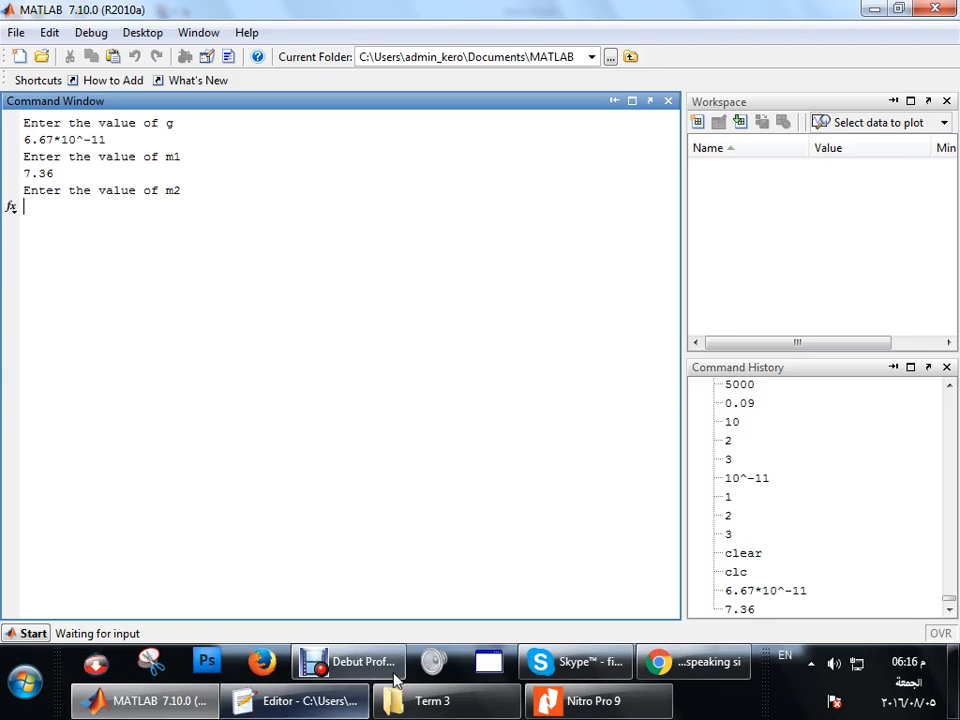 MATLAB 7.10.0 (R2010a)
File Edit Debug Desktop Window Help
Current Folder: C:\Users\admin_kero\Documents\MATLAB ...
Shortcuts How to Add What's New
Command Window
Enter the value of g
6.67*10^-11
Enter the value of m1
7.36
Enter the value of m2
fx
Workspace
Select data to plot
Name Value Min
Command History
5000
0.09
10
2
3
10^-11
1
2
3
clear
clc
6.67*10^-11
7.36
Start Waiting for input OVR
Ps Debut Prof... Skype™ - fi... ...speaking si EN
06:16 م
الجمعة
٢٠١٦/٠٨/٠٥
MATLAB 7.10.0 (... Editor - C:\Users\... Term 3 Nitro Pro 9